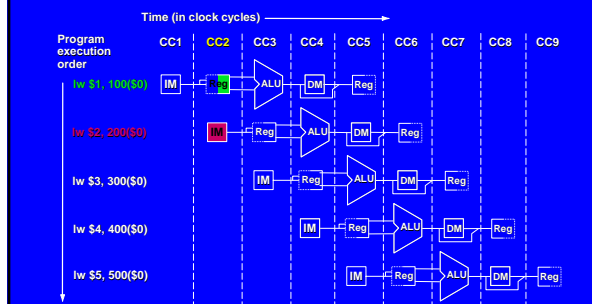 Time (in clock cycles)
Program
execution
order
CC1 CC2 CC3 CC4 CC5 CC6 CC7 CC8 CC9
lw $1, 100($0) IM Reg ALU DM Reg
lw $2, 200($0) IM Reg ALU DM Reg
lw $3, 300($0) IM Reg ALU DM Reg
lw $4, 400($0) IM Reg ALU DM Reg
lw $5, 500($0) IM Reg ALU DM Reg